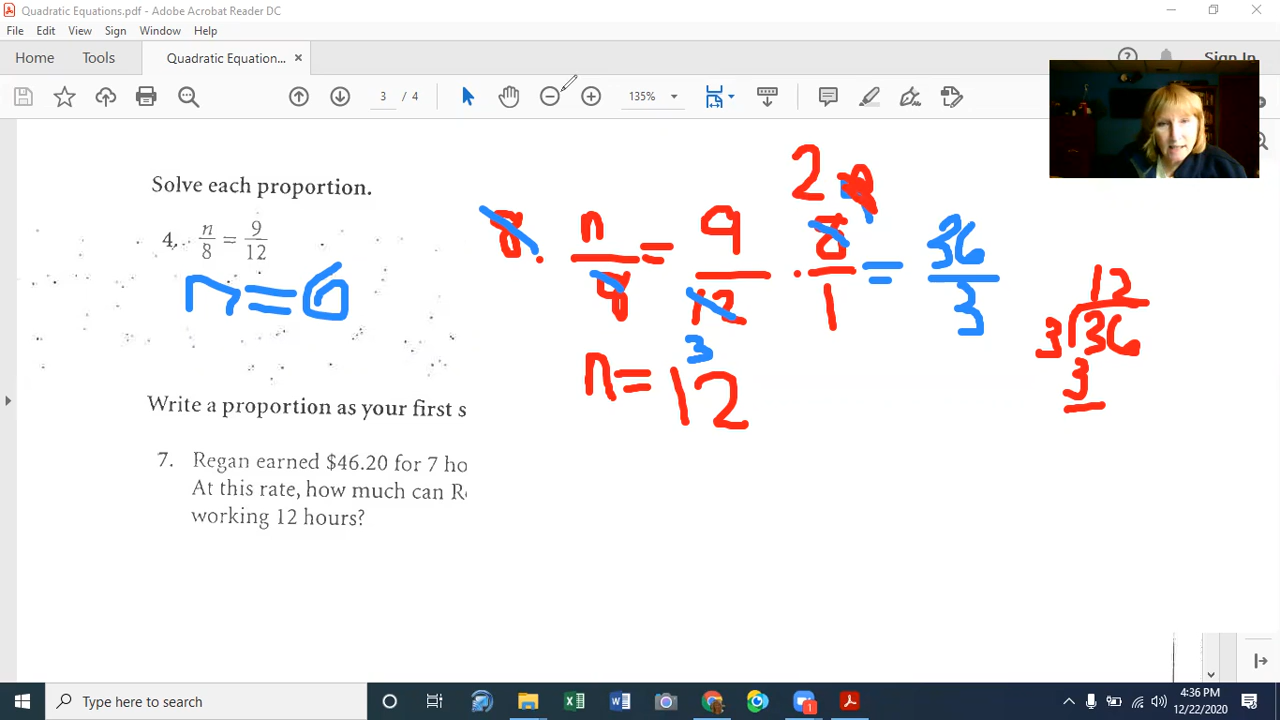 Quadratic Equations.pdf - Adobe Acrobat Reader DC
File Edit View Sign Window Help
Home Tools Quadratic Equation... × Sign In
3 / 4 135%
Solve each proportion.
4. n/8 = 9/12
n = 6
8 · n/8 = 9/12 · 8/1 = 36/3
2
3
n = 12
12
3 36
3
Write a proportion as your first s
7. Regan earned $46.20 for 7 ho
At this rate, how much can Re
working 12 hours?
Type here to search
4:36 PM
12/22/2020